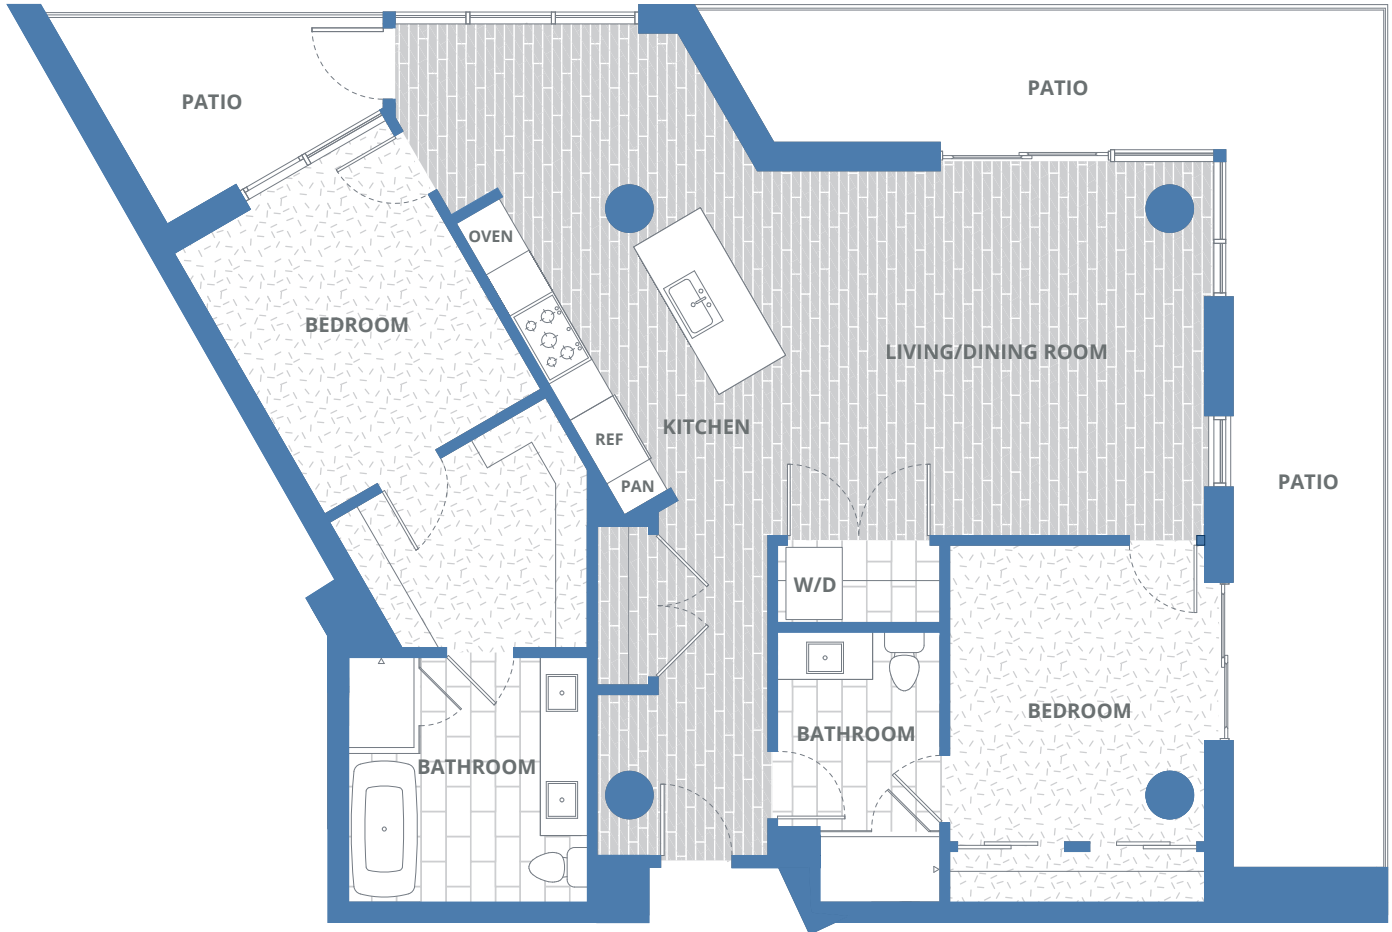 PATIO
PATIO
OVEN
BEDROOM
LIVING/DINING ROOM
KITCHEN
REF
PAN
PATIO
W/D
BEDROOM
BATHROOM
BATHROOM